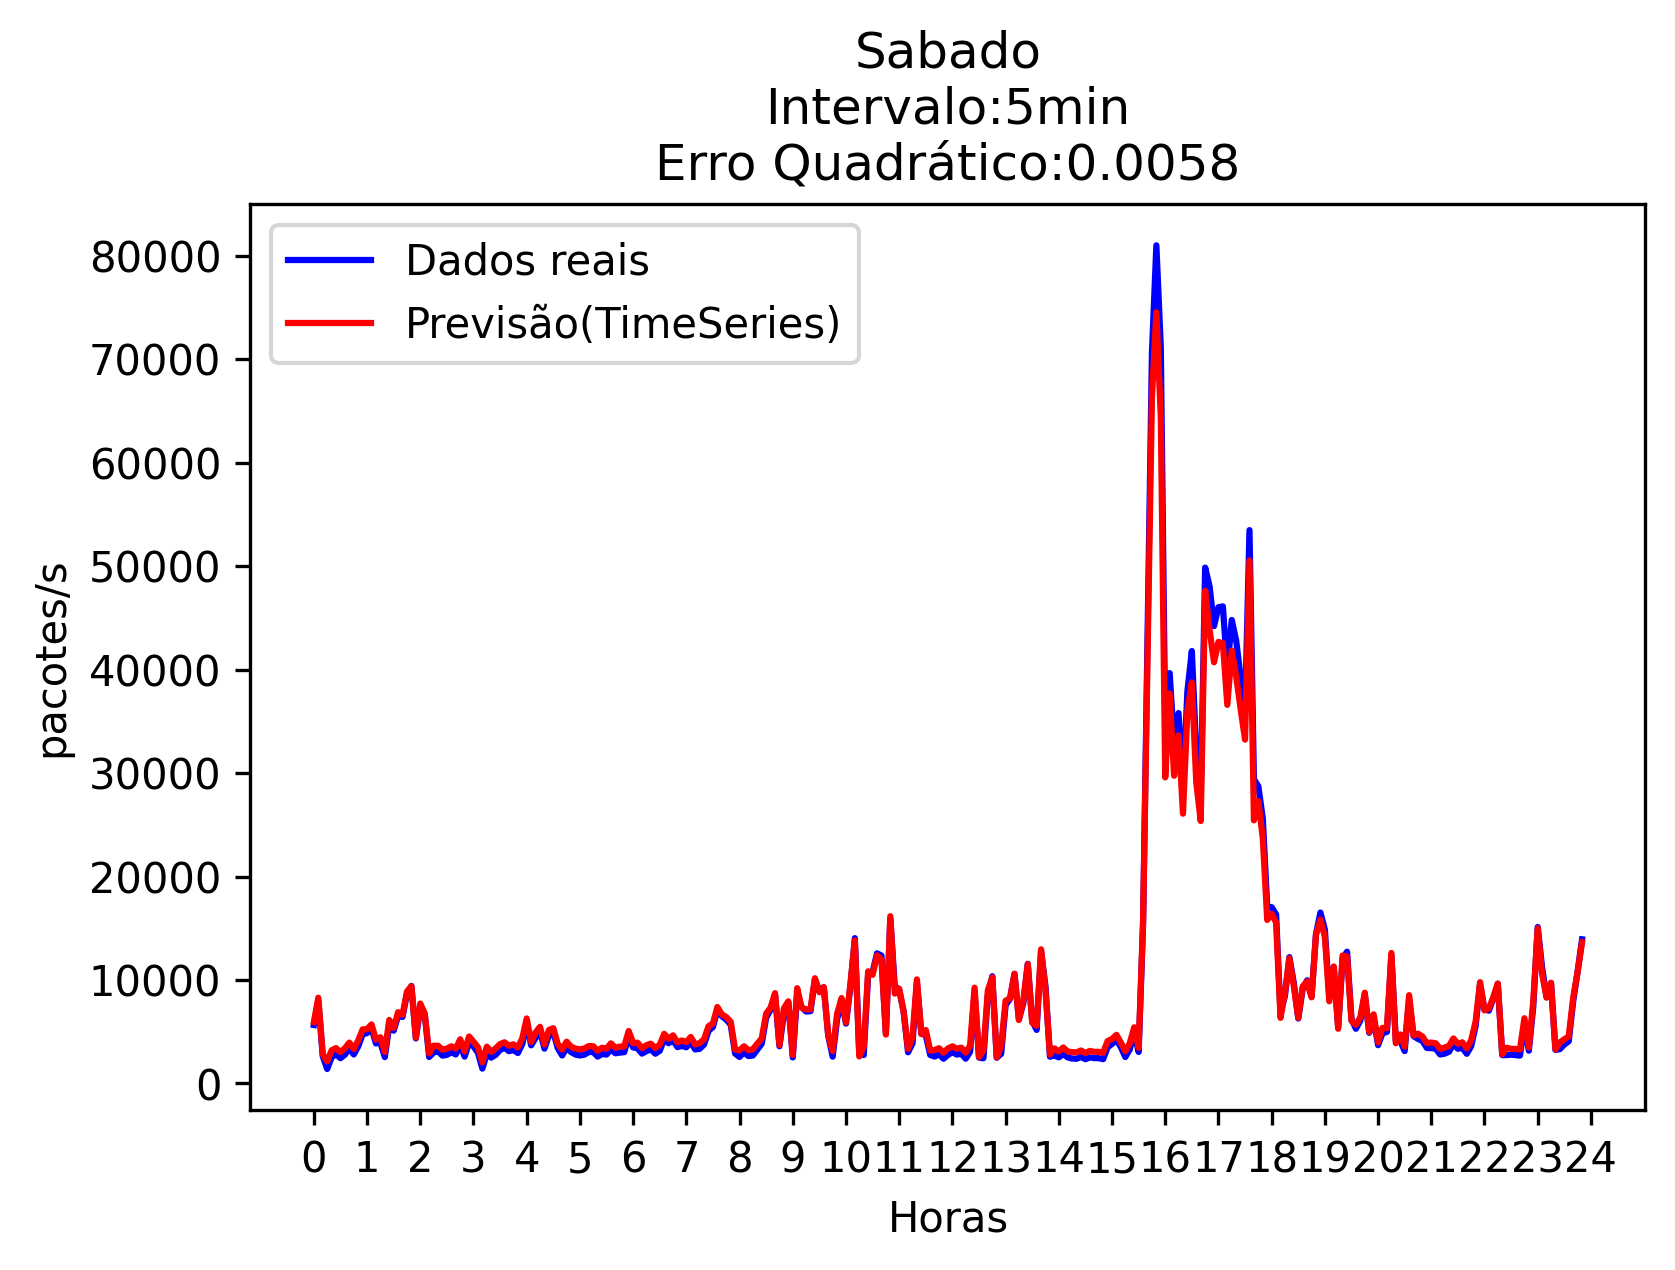 Sabado
Intervalo:5min
Erro Quadrático:0.0058
Dados reais
Previsão(TimeSeries)
80000
70000
60000
50000
40000
30000
20000
10000
0
pacotes/s
0 1 2 3 4 5 6 7 8 9 10 11 12 13 14 15 16 17 18 19 20 21 22 23 24
Horas